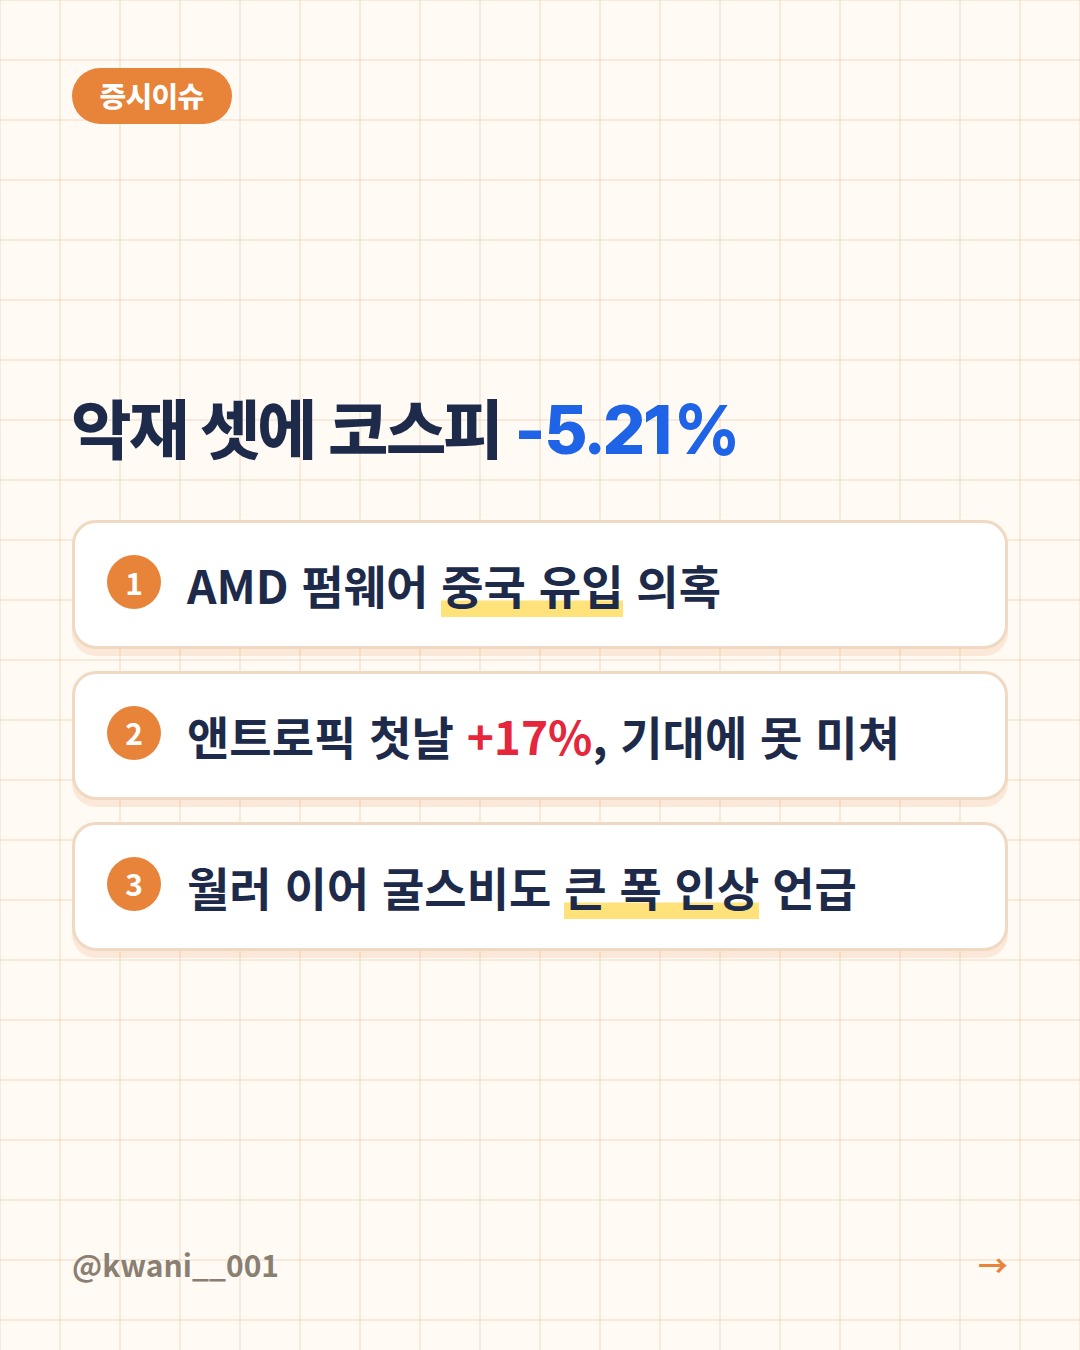 증시이슈
악재 셋에 코스피 -5.21%
1 AMD 펌웨어 중국 유입 의혹
2 앤트로픽 첫날 +17%, 기대에 못 미쳐
3 월러 이어 굴스비도 큰 폭 인상 언급
@kwani__001 →